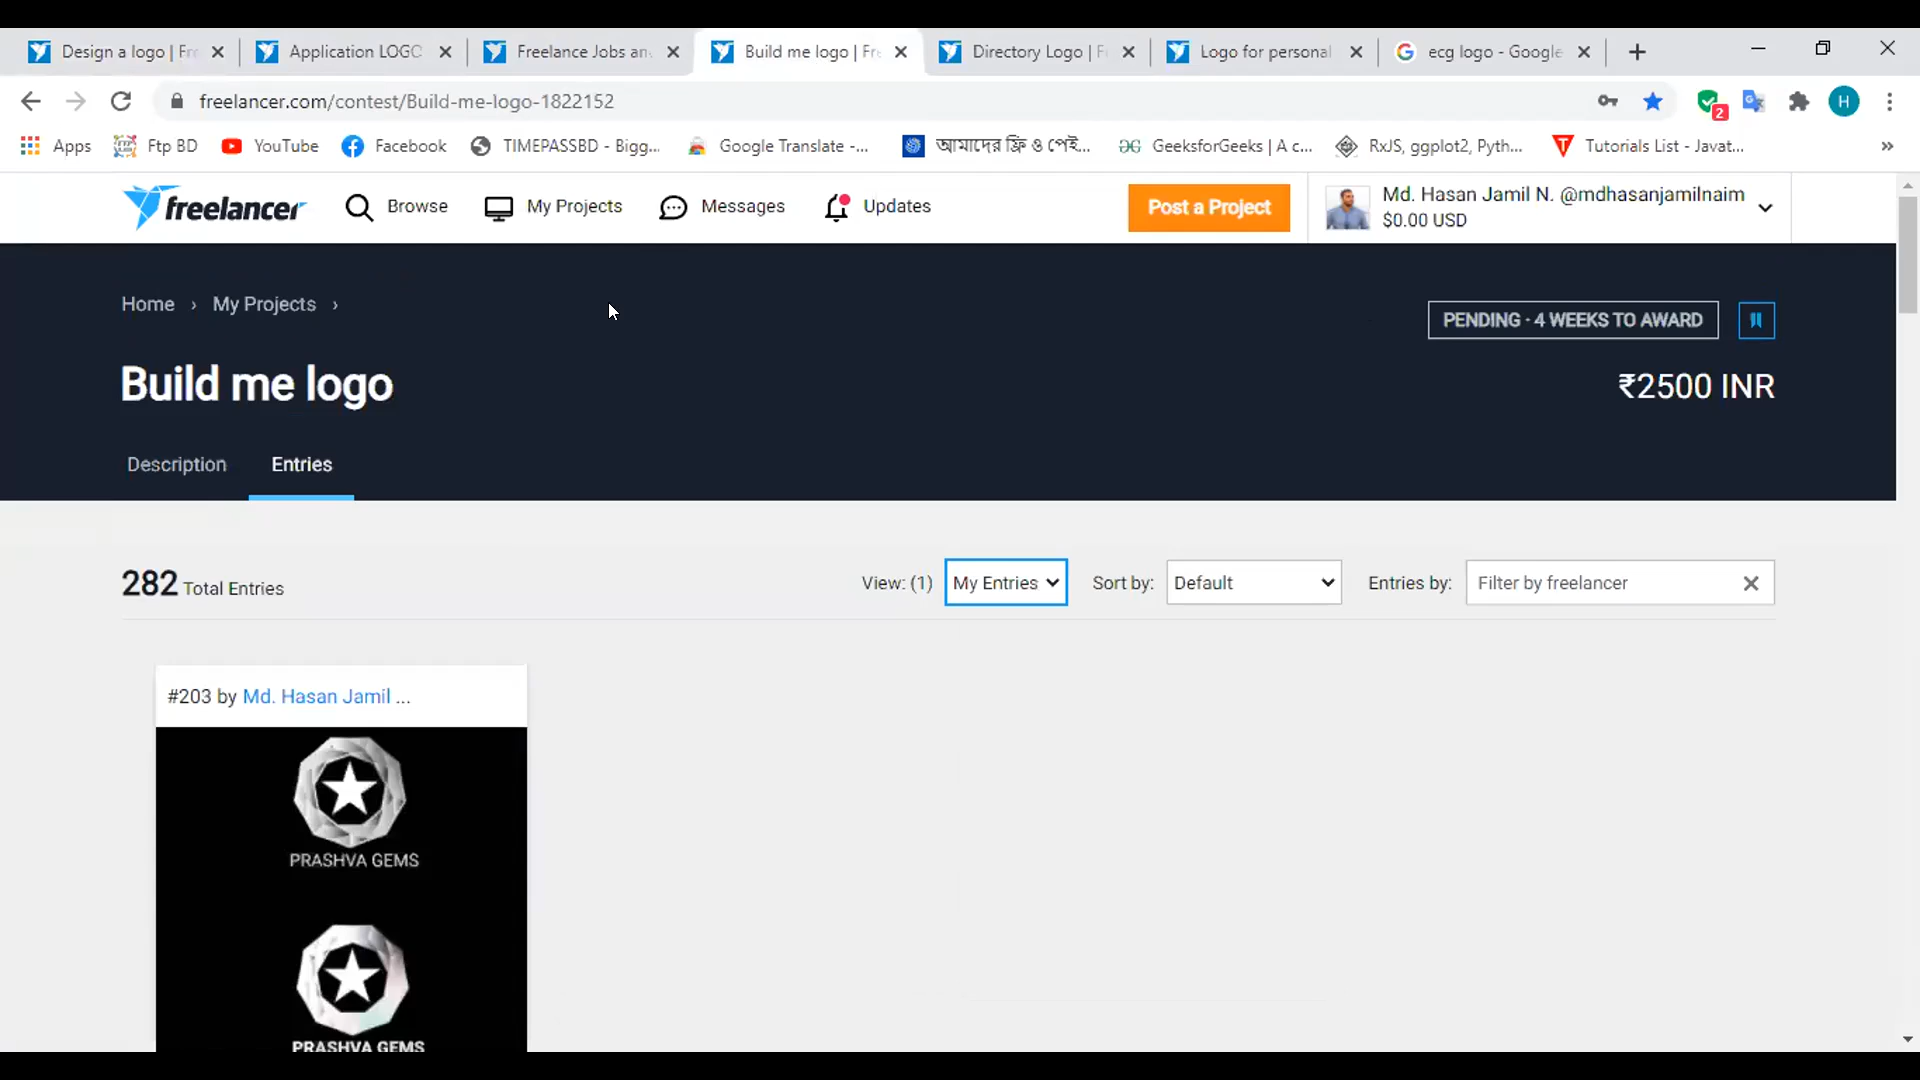 Design a logo | Fr
Application LOGO
Freelance Jobs an
Build me logo | Fr
Directory Logo | F
Logo for personal
ecg logo - Google
freelancer.com/contest/Build-me-logo-1822152
2
H
Apps
Ftp BD
YouTube
Facebook
TIMEPASSBD - Bigg...
Google Translate -...
আমাদের ফ্রি ও পেই...
GeeksforGeeks | A c...
RxJS, ggplot2, Pyth...
Tutorials List - Javat...
freelancer
Browse
My Projects
Messages
Updates
Post a Project
Md. Hasan Jamil N. @mdhasanjamilnaim
$0.00 USD
Home › My Projects ›
PENDING - 4 WEEKS TO AWARD
Build me logo
₹2500 INR
Description
Entries
282 Total Entries
View: (1)
My Entries
Sort by:
Default
Entries by:
Filter by freelancer
#203 by Md. Hasan Jamil ...
PRASHVA GEMS
PRASHVA GEMS